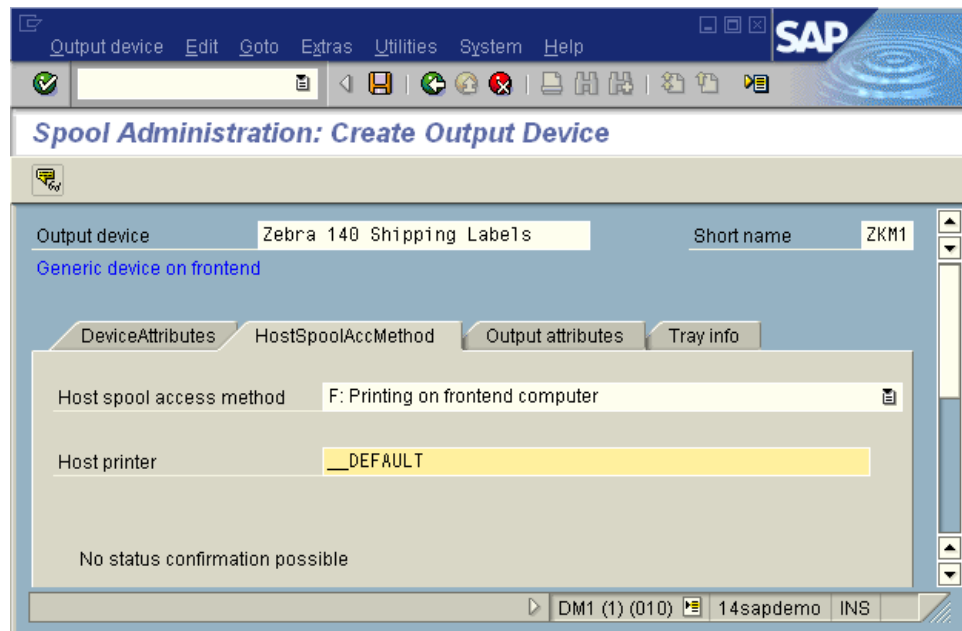 Output device Edit Goto Extras Utilities System Help
SAP
Spool Administration: Create Output Device
Output device Zebra 140 Shipping Labels Short name ZKM1
Generic device on frontend
DeviceAttributes HostSpoolAccMethod Output attributes Tray info
Host spool access method F: Printing on frontend computer
Host printer __DEFAULT
No status confirmation possible
DM1 (1) (010) 14sapdemo INS